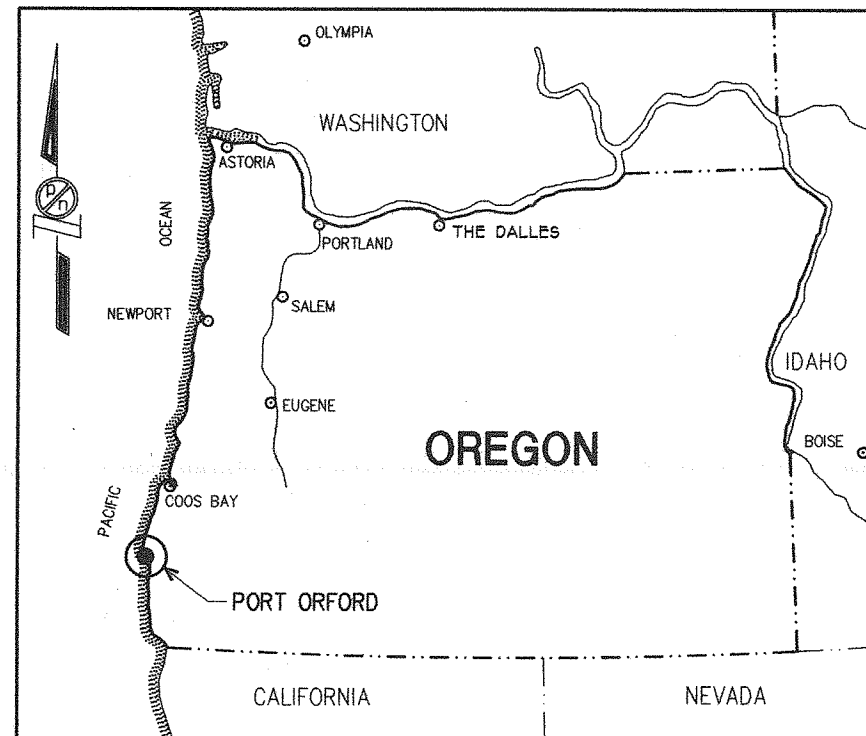 OLYMPIA
WASHINGTON
ASTORIA
p
n
OCEAN
PORTLAND
THE DALLES
SALEM
NEWPORT
IDAHO
EUGENE
OREGON
BOISE
COOS BAY
PACIFIC
PORT ORFORD
CALIFORNIA
NEVADA